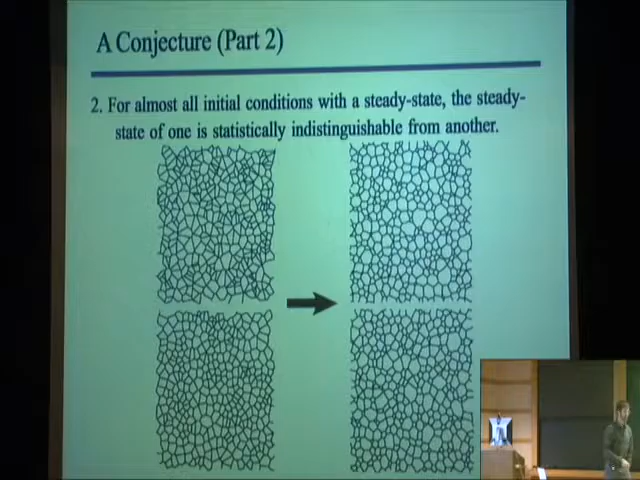 A Conjecture (Part 2)
2. For almost all initial conditions with a steady-state, the steady-
state of one is statistically indistinguishable from another.